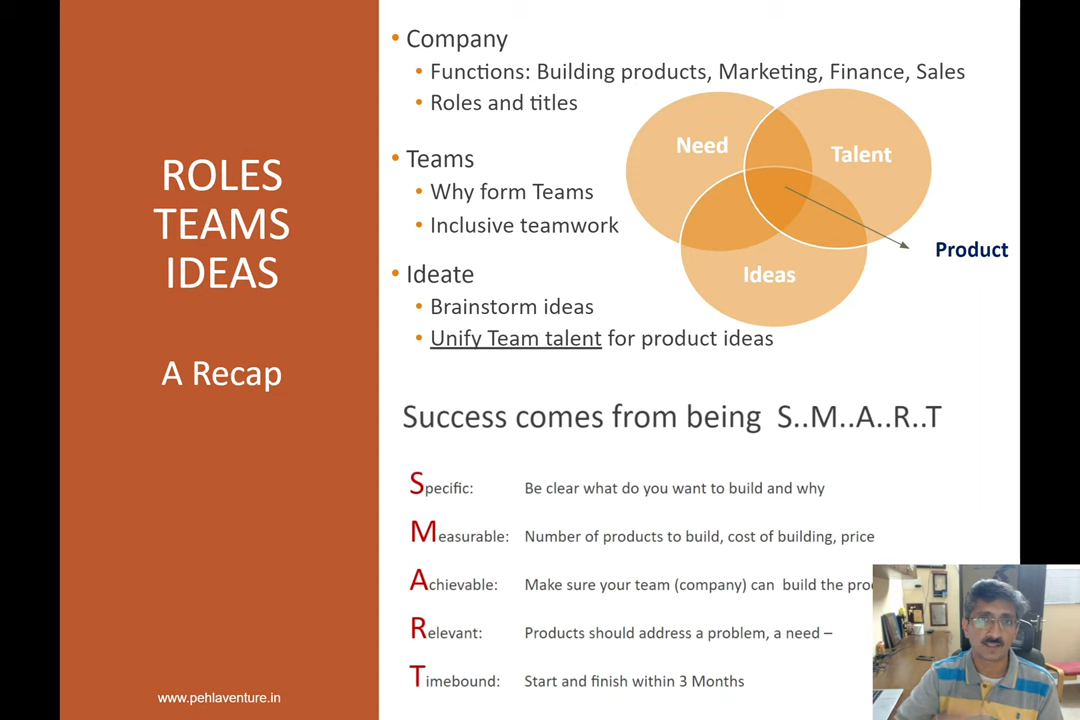 ROLES
TEAMS
IDEAS
A Recap
www.pehlaventure.in
• Company
• Functions: Building products, Marketing, Finance, Sales
• Roles and titles
• Teams
• Why form Teams
• Inclusive teamwork
• Ideate
• Brainstorm ideas
• Unify Team talent for product ideas
Need
Talent
Ideas
Product
Success comes from being S..M..A..R..T
Specific: Be clear what do you want to build and why
Measurable: Number of products to build, cost of building, price
Achievable: Make sure your team (company) can build the
Relevant: Products should address a problem, a need –
Timebound: Start and finish within 3 Months